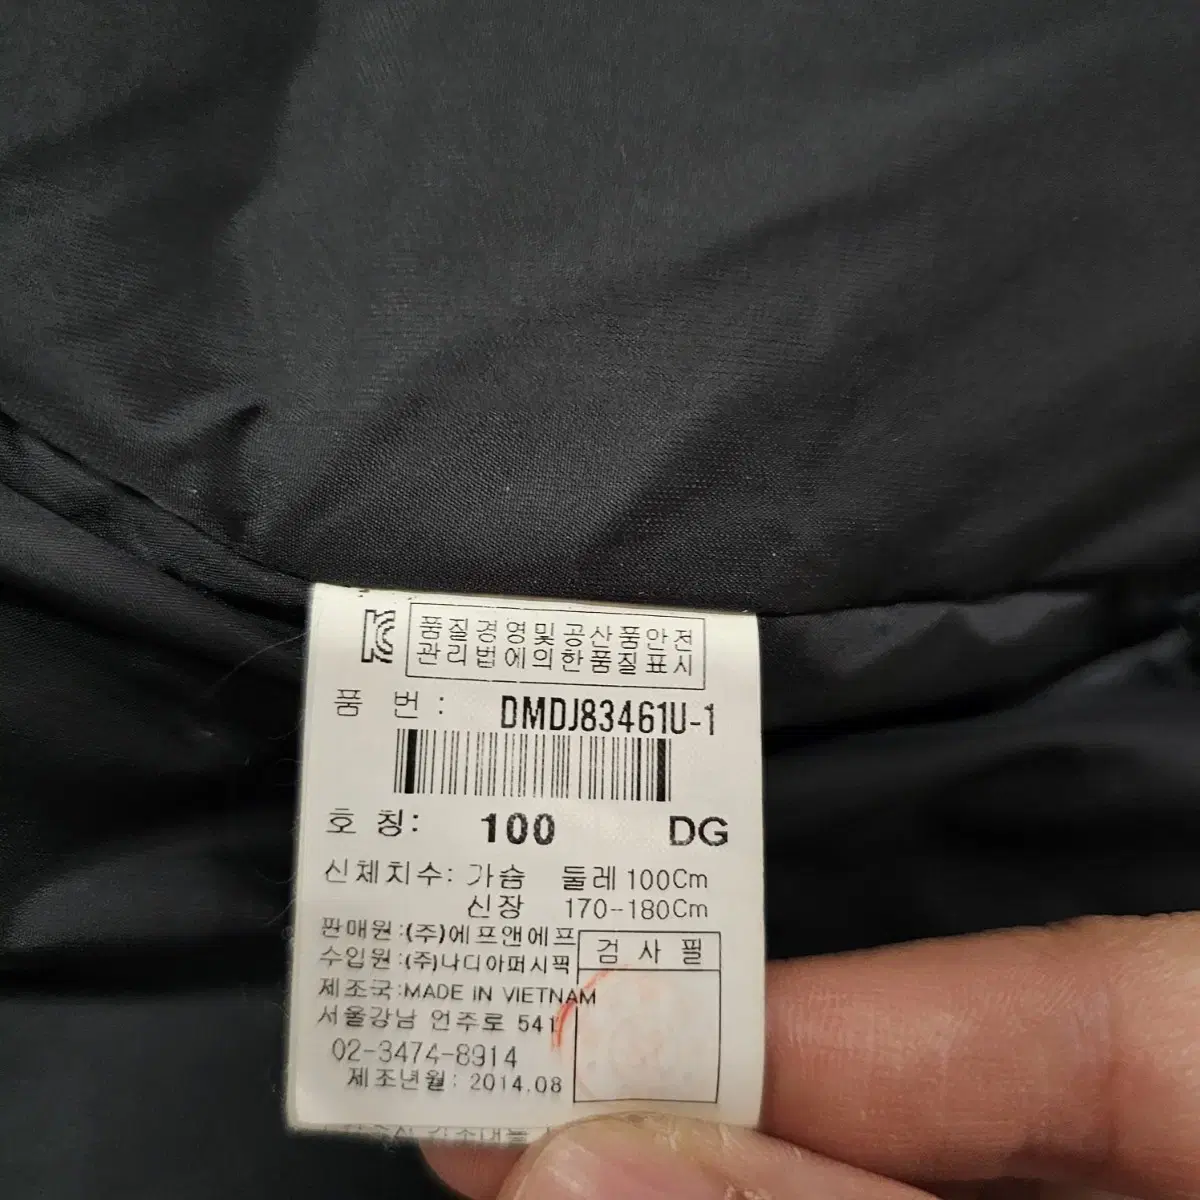 품질경영및공산품안전
관리법에의한품질표시
품 번 : DMDJ83461U-1
호 칭: 100 DG
신체치수: 가슴 둘레 100Cm
신장 170-180Cm
판매원:(주)에프앤에프
수입원:(주)나디아퍼시픽
검 사 필
제조국:MADE IN VIETNAM
서울강남 언주로 541
02-3474-8914
제조년월: 2014.08